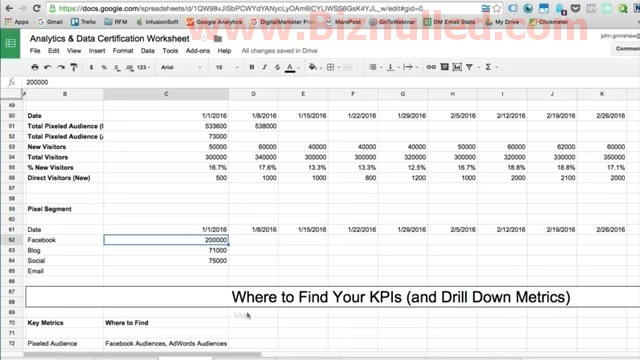 https://docs.google.com/spreadsheets/d/1QW98vJISbPCWYdYANycLyOAm6lCYLIWSS6GsK4YJL_w/edit#gid=0
www.Biznulled.com
Gmail Calendar Trello RFM SiftRock Google Analytics DigitalMarketer MarsPost GoToWebinar DM Email Stats Clickmeter
Analytics & Data Certification Worksheet
john.grimshaw@
File Edit View Insert Format Data Tools Add-ons Help All changes saved in Drive
$ % .0 .00 123 Arial 10 B I S A
fx 200000
A B C D E F G H I J K
49
50 Date 1/1/2016 1/8/2016 1/15/2016 1/22/2016 1/29/2016 2/5/2016 2/12/2016 2/19/2016 2/26/2016
51 Total Pixeled Audience (F 533600 538000
52 Total Pixeled Audience (A 73000
53 New Visitors 50000 60000 40000 40000 40000 50000 60000 62000 60000
54 Total Visitors 300000 340000 300000 300000 320000 300000 320000 330000 350000
55 % New Visitors 16.7% 17.6% 13.3% 13.3% 12.5% 16.7% 18.8% 18.8% 17.1%
56 Direct Visitors (New) 500 1000 1000 800 1200 1000 2000 2100 2000
57
58
59 Pixel Segment
60
61 Date 1/1/2016 1/8/2016 1/15/2016 1/22/2016 1/29/2016 2/5/2016 2/12/2016 2/19/2016 2/26/2016
62 Facebook 200000
63 Blog 71000
64 Social 75000
65 Email
66
67 Where to Find Your KPIs (and Drill Down Metrics)
68
69
70 Key Metrics Where to Find
71
72 Pixeled Audience Facebook Audiences, AdWords Audiences